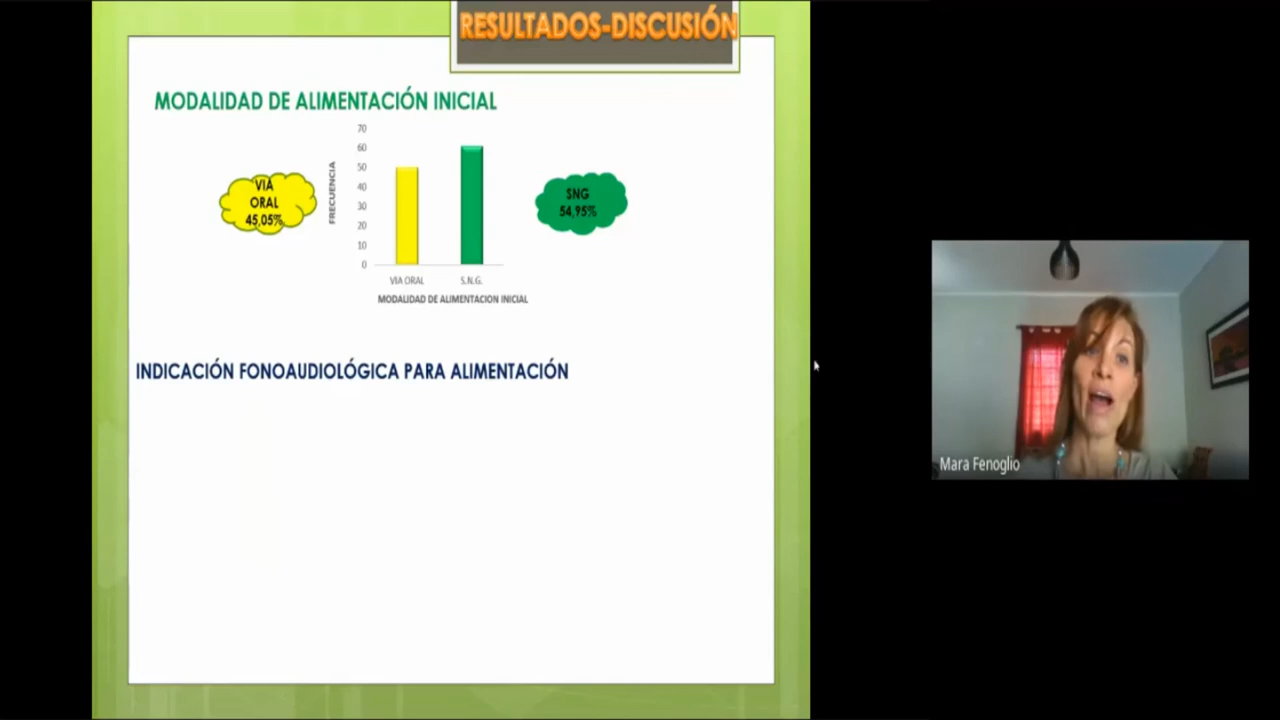 RESULTADOS-DISCUSIÓN
MODALIDAD DE ALIMENTACIÓN INICIAL
VIA
ORAL
45,05%
FRECUENCIA
70
60
50
40
30
20
10
0
VIA ORAL
S.N.G.
MODALIDAD DE ALIMENTACION INICIAL
SNG
54,95%
INDICACIÓN FONOAUDIOLÓGICA PARA ALIMENTACIÓN
Mara Fenoglio